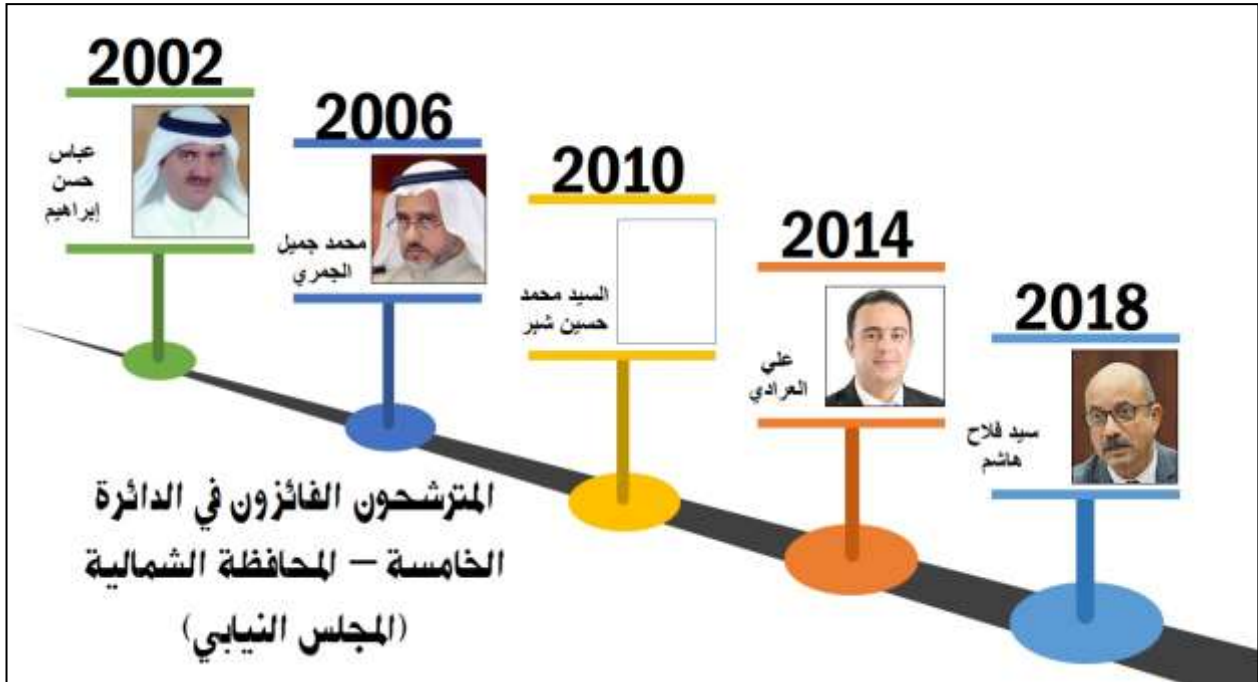 2002
عباس
حسن
إبراهيم
2006
محمد جميل
الجمري
2010
السيد محمد
حسين شبر
2014
علي
العرادي
2018
سيد فلاح
هاشم
المترشحون الفائزون في الدائرة
الخامسة – المحافظة الشمالية
(المجلس النيابي)